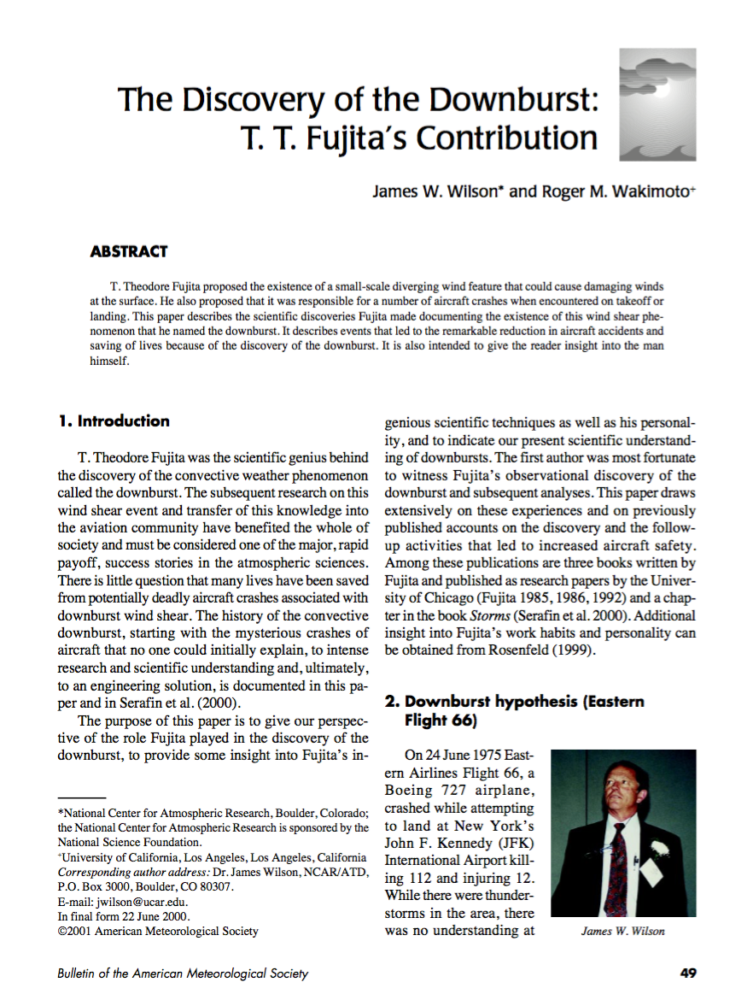 The Discovery of the Downburst:
T. T. Fujita's Contribution
James W. Wilson* and Roger M. Wakimoto+
ABSTRACT
T. Theodore Fujita proposed the existence of a small-scale diverging wind feature that could cause damaging winds
at the surface. He also proposed that it was responsible for a number of aircraft crashes when encountered on takeoff or
landing. This paper describes the scientific discoveries Fujita made documenting the existence of this wind shear phe-
nomenon that he named the downburst. It describes events that led to the remarkable reduction in aircraft accidents and
saving of lives because of the discovery of the downburst. It is also intended to give the reader insight into the man
himself.
1. Introduction
T. Theodore Fujita was the scientific genius behind
the discovery of the convective weather phenomenon
called the downburst. The subsequent research on this
wind shear event and transfer of this knowledge into
the aviation community have benefited the whole of
society and must be considered one of the major, rapid
payoff, success stories in the atmospheric sciences.
There is little question that many lives have been saved
from potentially deadly aircraft crashes associated with
downburst wind shear. The history of the convective
downburst, starting with the mysterious crashes of
aircraft that no one could initially explain, to intense
research and scientific understanding and, ultimately,
to an engineering solution, is documented in this pa-
per and in Serafin et al. (2000).
The purpose of this paper is to give our perspec-
tive of the role Fujita played in the discovery of the
downburst, to provide some insight into Fujita's in-
*National Center for Atmospheric Research, Boulder, Colorado;
the National Center for Atmospheric Research is sponsored by the
National Science Foundation.
+University of California, Los Angeles, Los Angeles, California
Corresponding author address: Dr. James Wilson, NCAR/ATD,
P.O. Box 3000, Boulder, CO 80307.
E-mail: jwilson@ucar.edu.
In final form 22 June 2000.
©2001 American Meteorological Society
genious scientific techniques as well as his personal-
ity, and to indicate our present scientific understand-
ing of downbursts. The first author was most fortunate
to witness Fujita's observational discovery of the
downburst and subsequent analyses. This paper draws
extensively on these experiences and on previously
published accounts on the discovery and the follow-
up activities that led to increased aircraft safety.
Among these publications are three books written by
Fujita and published as research papers by the Univer-
sity of Chicago (Fujita 1985, 1986, 1992) and a chap-
ter in the book Storms (Serafin et al. 2000). Additional
insight into Fujita's work habits and personality can
be obtained from Rosenfeld (1999).
2. Downburst hypothesis (Eastern
Flight 66)
On 24 June 1975 East-
ern Airlines Flight 66, a
Boeing 727 airplane,
crashed while attempting
to land at New York's
John F. Kennedy (JFK)
International Airport kill-
ing 112 and injuring 12.
While there were thunder-
storms in the area, there
was no understanding at
James W. Wilson
Bulletin of the American Meteorological Society
49